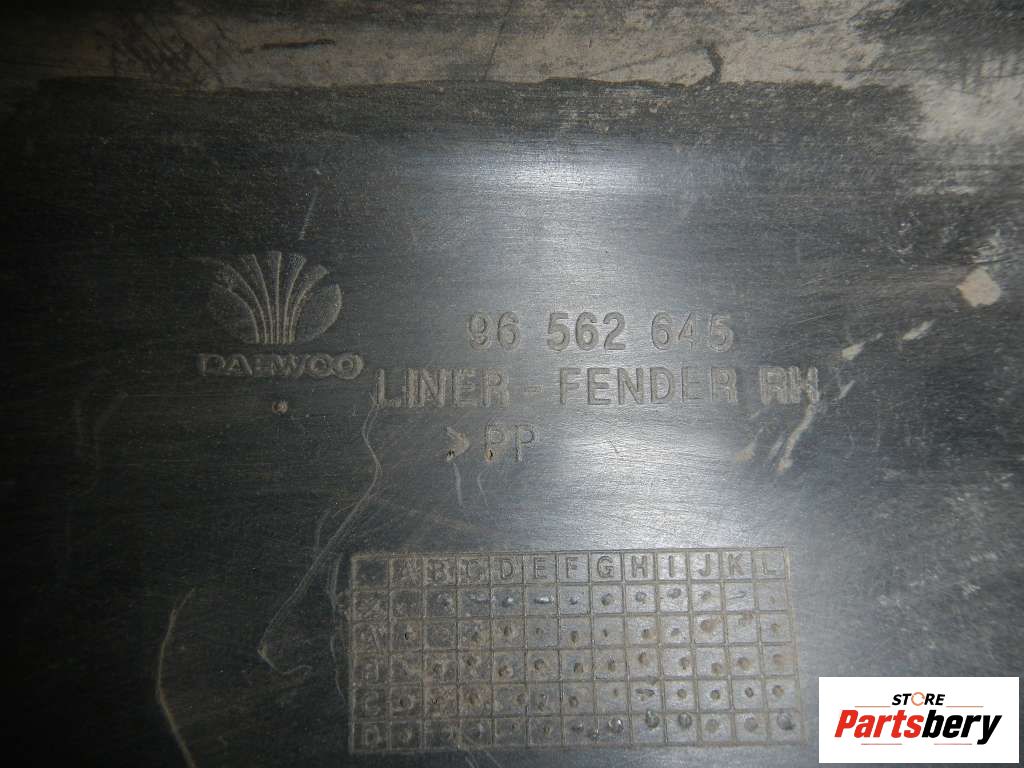 DAEWOO
96 562 645
LINER - FENDER RH
>PP
A B C D E F G H I J K L
C
D
STORE
Partsbery